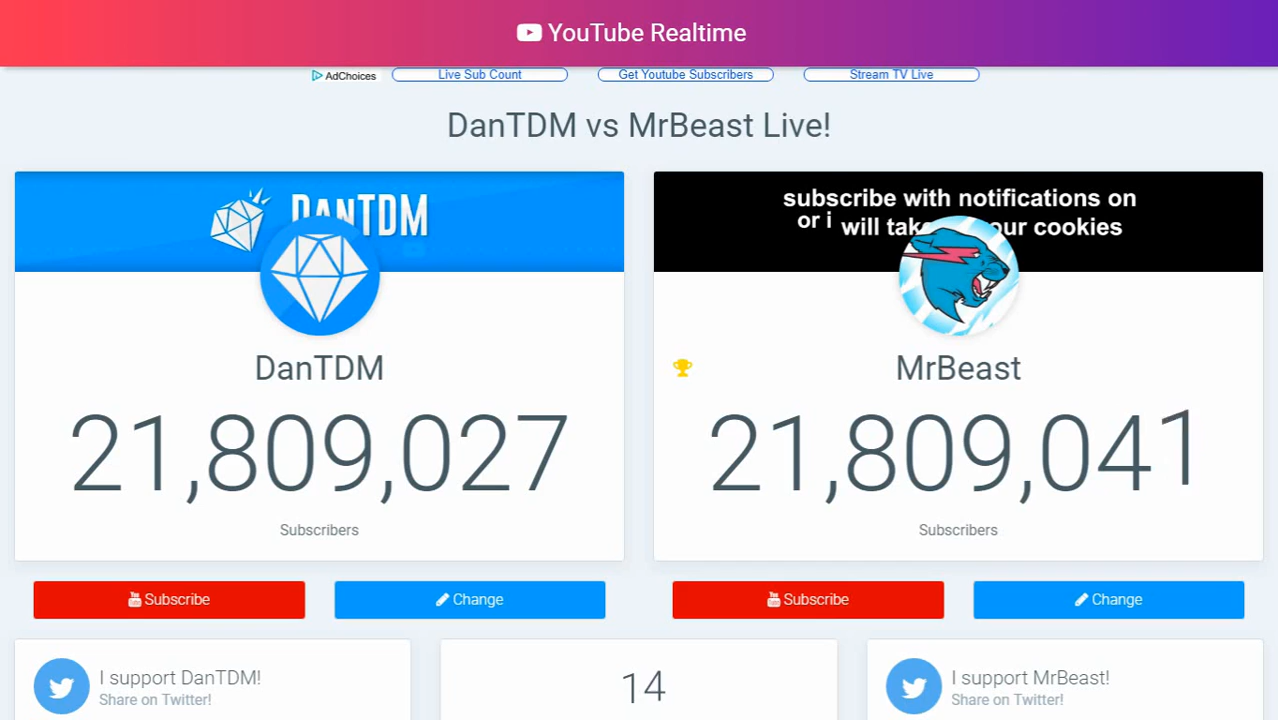 YouTube Realtime
AdChoices
Live Sub Count
Get Youtube Subscribers
Stream TV Live
DanTDM vs MrBeast Live!
DANTDM
DanTDM
21,809,027
Subscribers
Subscribe
Change
subscribe with notifications on
or i will take our cookies
MrBeast
21,809,041
Subscribers
Subscribe
Change
I support DanTDM!
Share on Twitter!
14
I support MrBeast!
Share on Twitter!